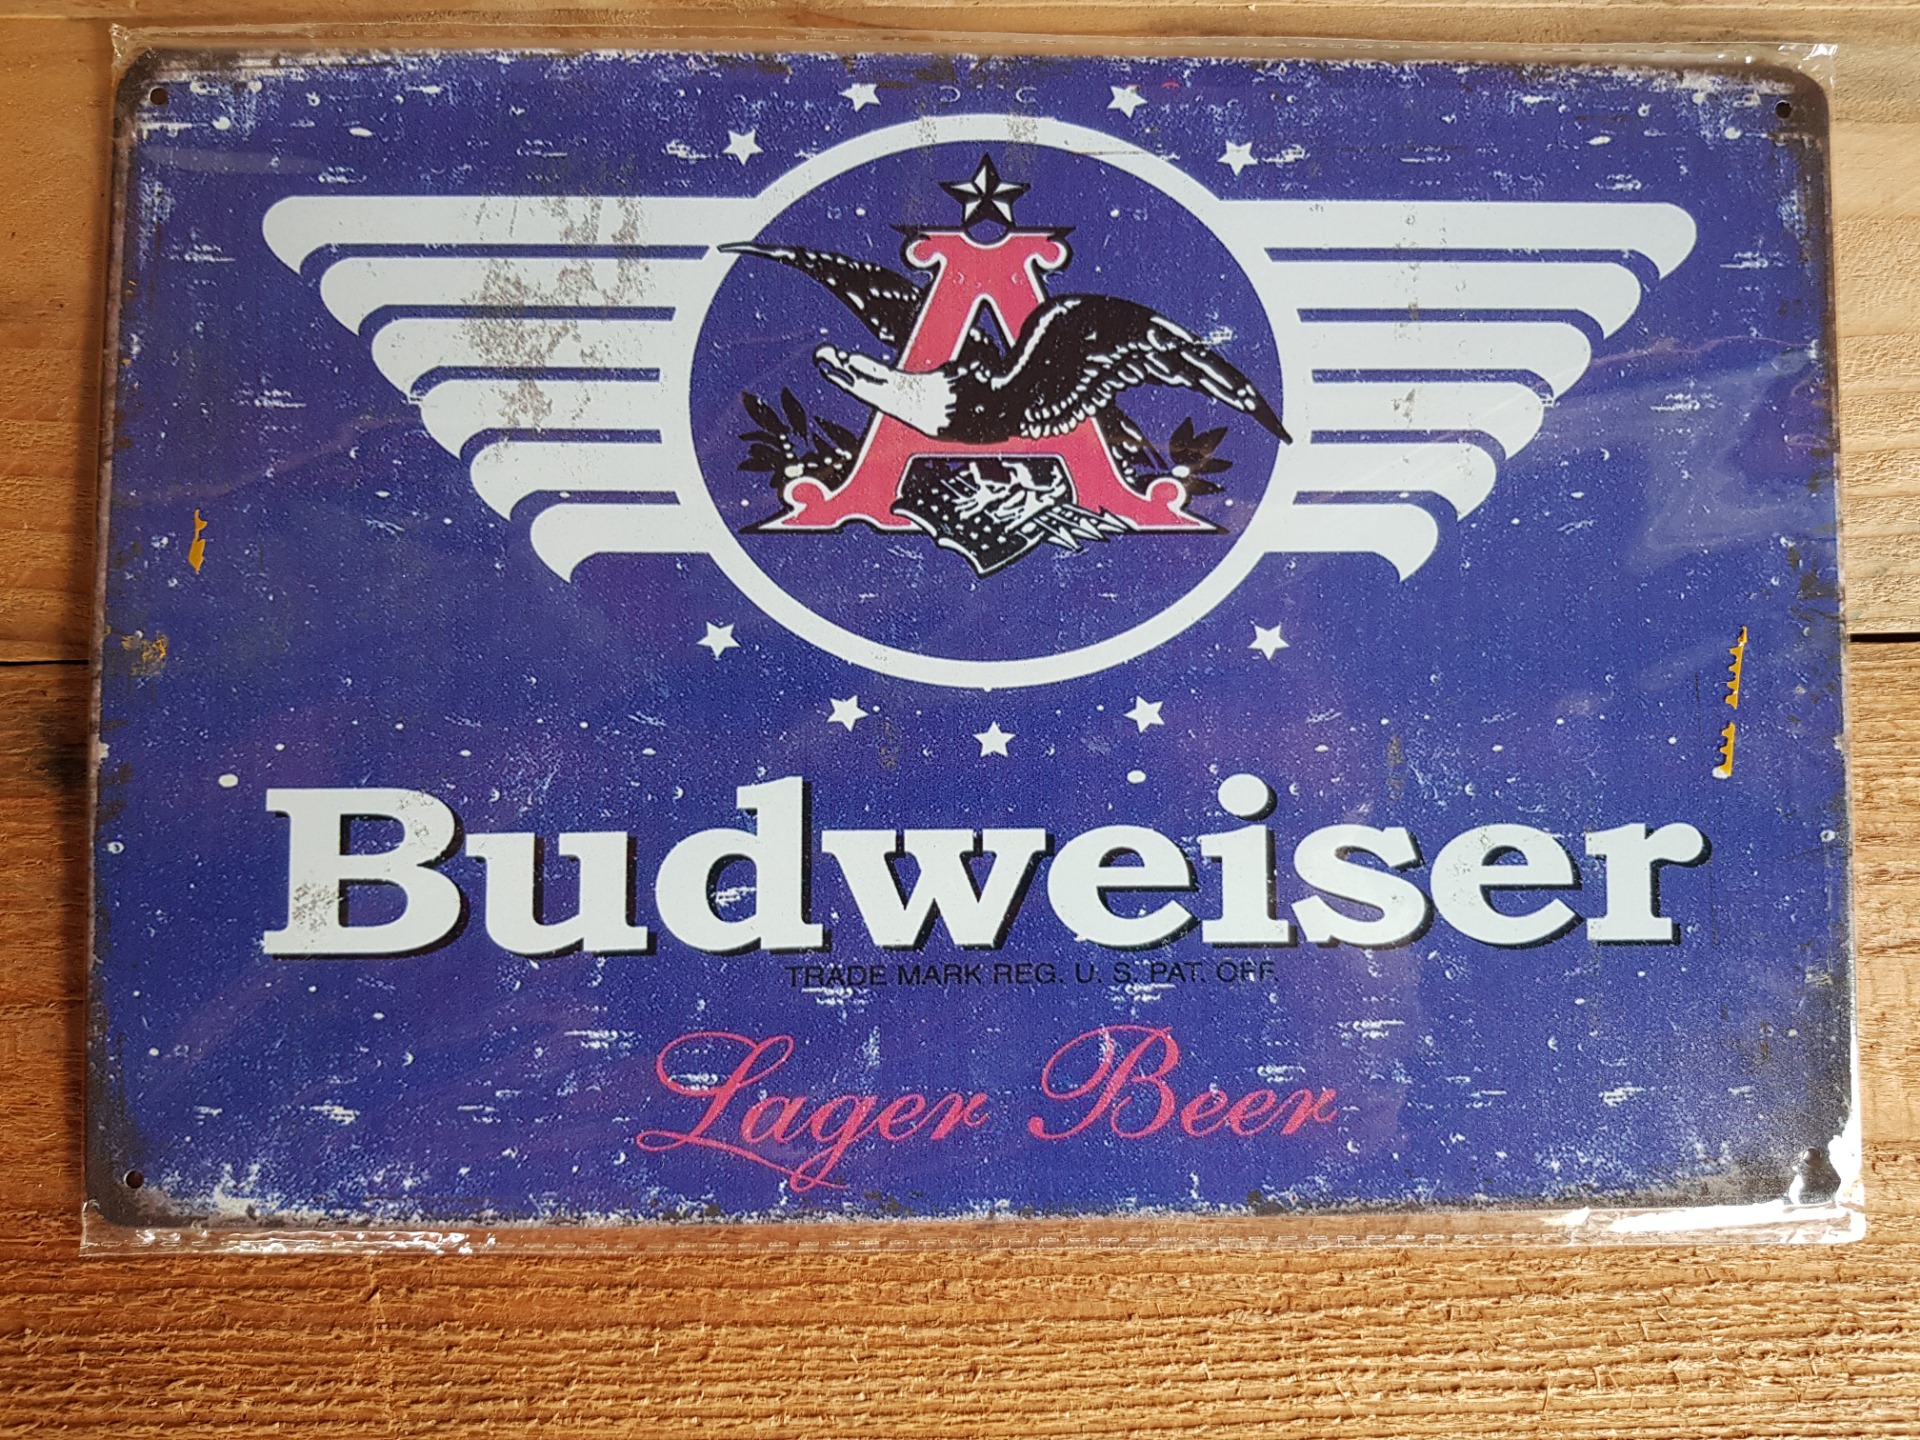 A
Budweiser
TRADE MARK REG. U. S. PAT. OFF.
Lager Beer